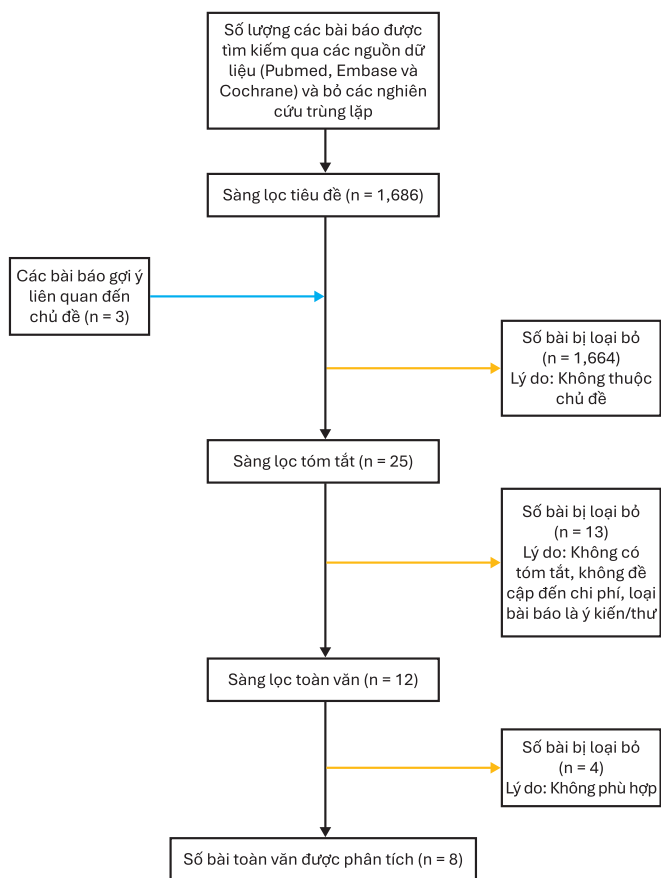 Số lượng các bài báo được
tìm kiếm qua các nguồn dữ
liệu (Pubmed, Embase và
Cochrane) và bỏ các nghiên
cứu trùng lặp
Sàng lọc tiêu đề (n = 1,686)
Các bài báo gợi ý
liên quan đến
chủ đề (n = 3)
Số bài bị loại bỏ
(n = 1,664)
Lý do: Không thuộc
chủ đề
Sàng lọc tóm tắt (n = 25)
Số bài bị loại bỏ
(n = 13)
Lý do: Không có
tóm tắt, không đề
cập đến chi phí, loại
bài báo là ý kiến/thư
Sàng lọc toàn văn (n = 12)
Số bài bị loại bỏ
(n = 4)
Lý do: Không phù hợp
Số bài toàn văn được phân tích (n = 8)